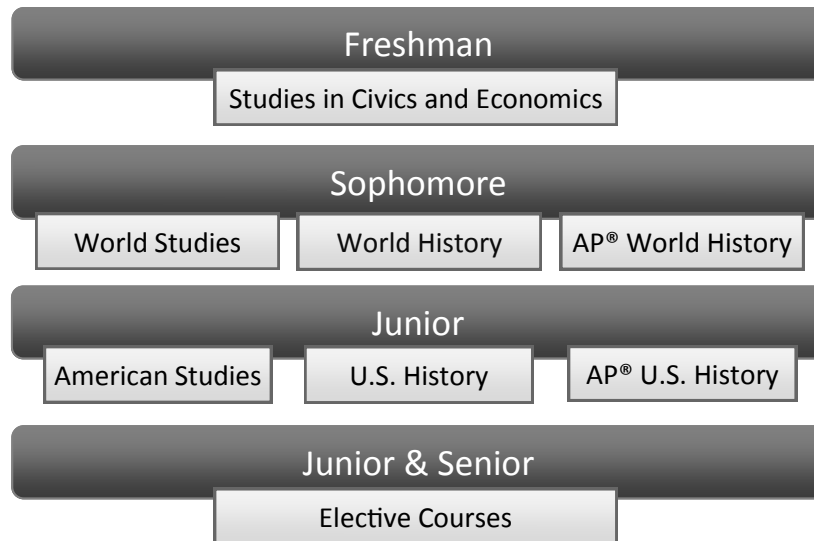 Freshman
Studies in Civics and Economics
Sophomore
World Studies
World History
AP® World History
Junior
American Studies
U.S. History
AP® U.S. History
Junior & Senior
Elective Courses